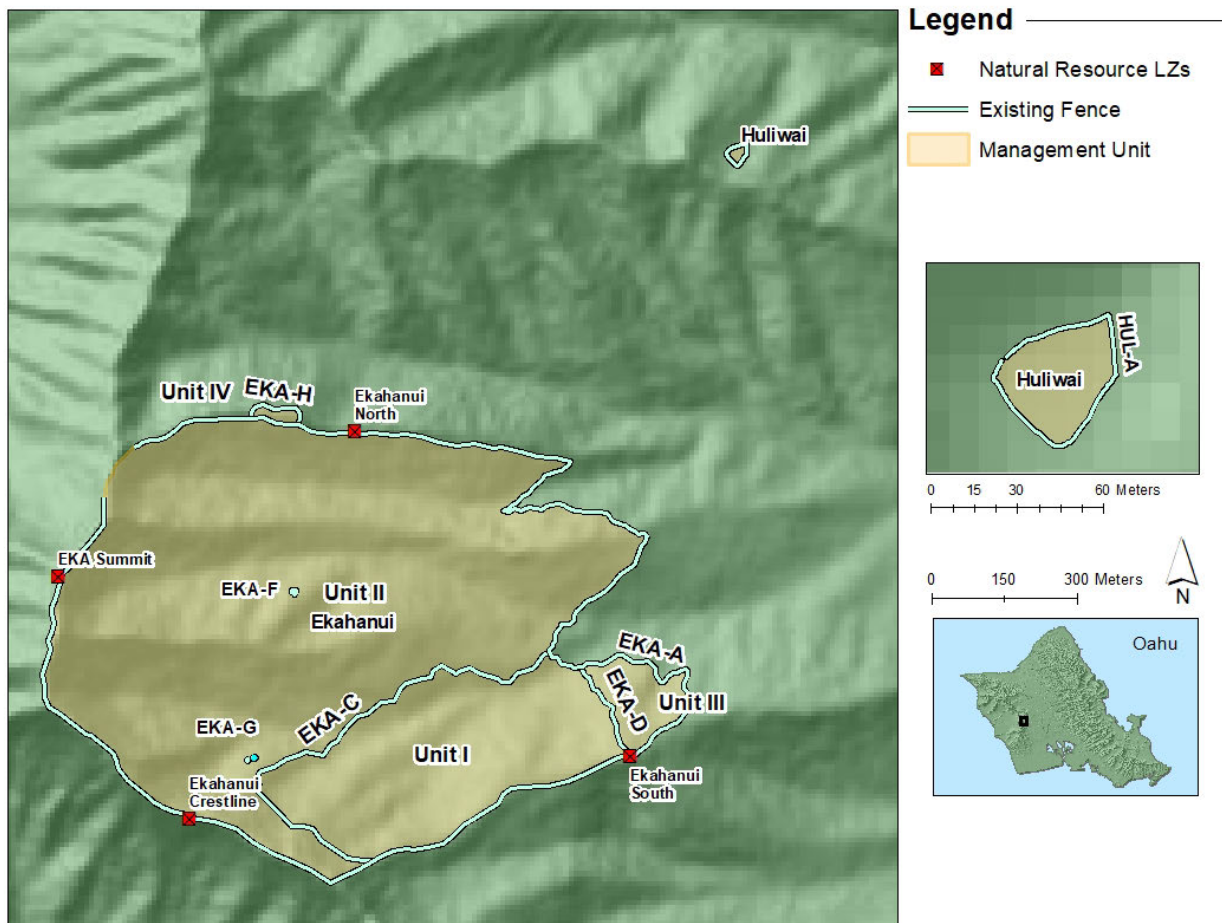 Legend
Natural Resource LZs
Existing Fence
Management Unit
Huliwai
Unit IV
EKA-H
Ekahanui
North
EKA Summit
EKA-F
Unit II
Ekahanui
EKA-A
EKA-D
Unit III
EKA-C
EKA-G
Unit I
Ekahanui
Crestline
Ekahanui
South
HUL-A
Huliwai
0 15 30 60 Meters
0 150 300 Meters
N
Oahu